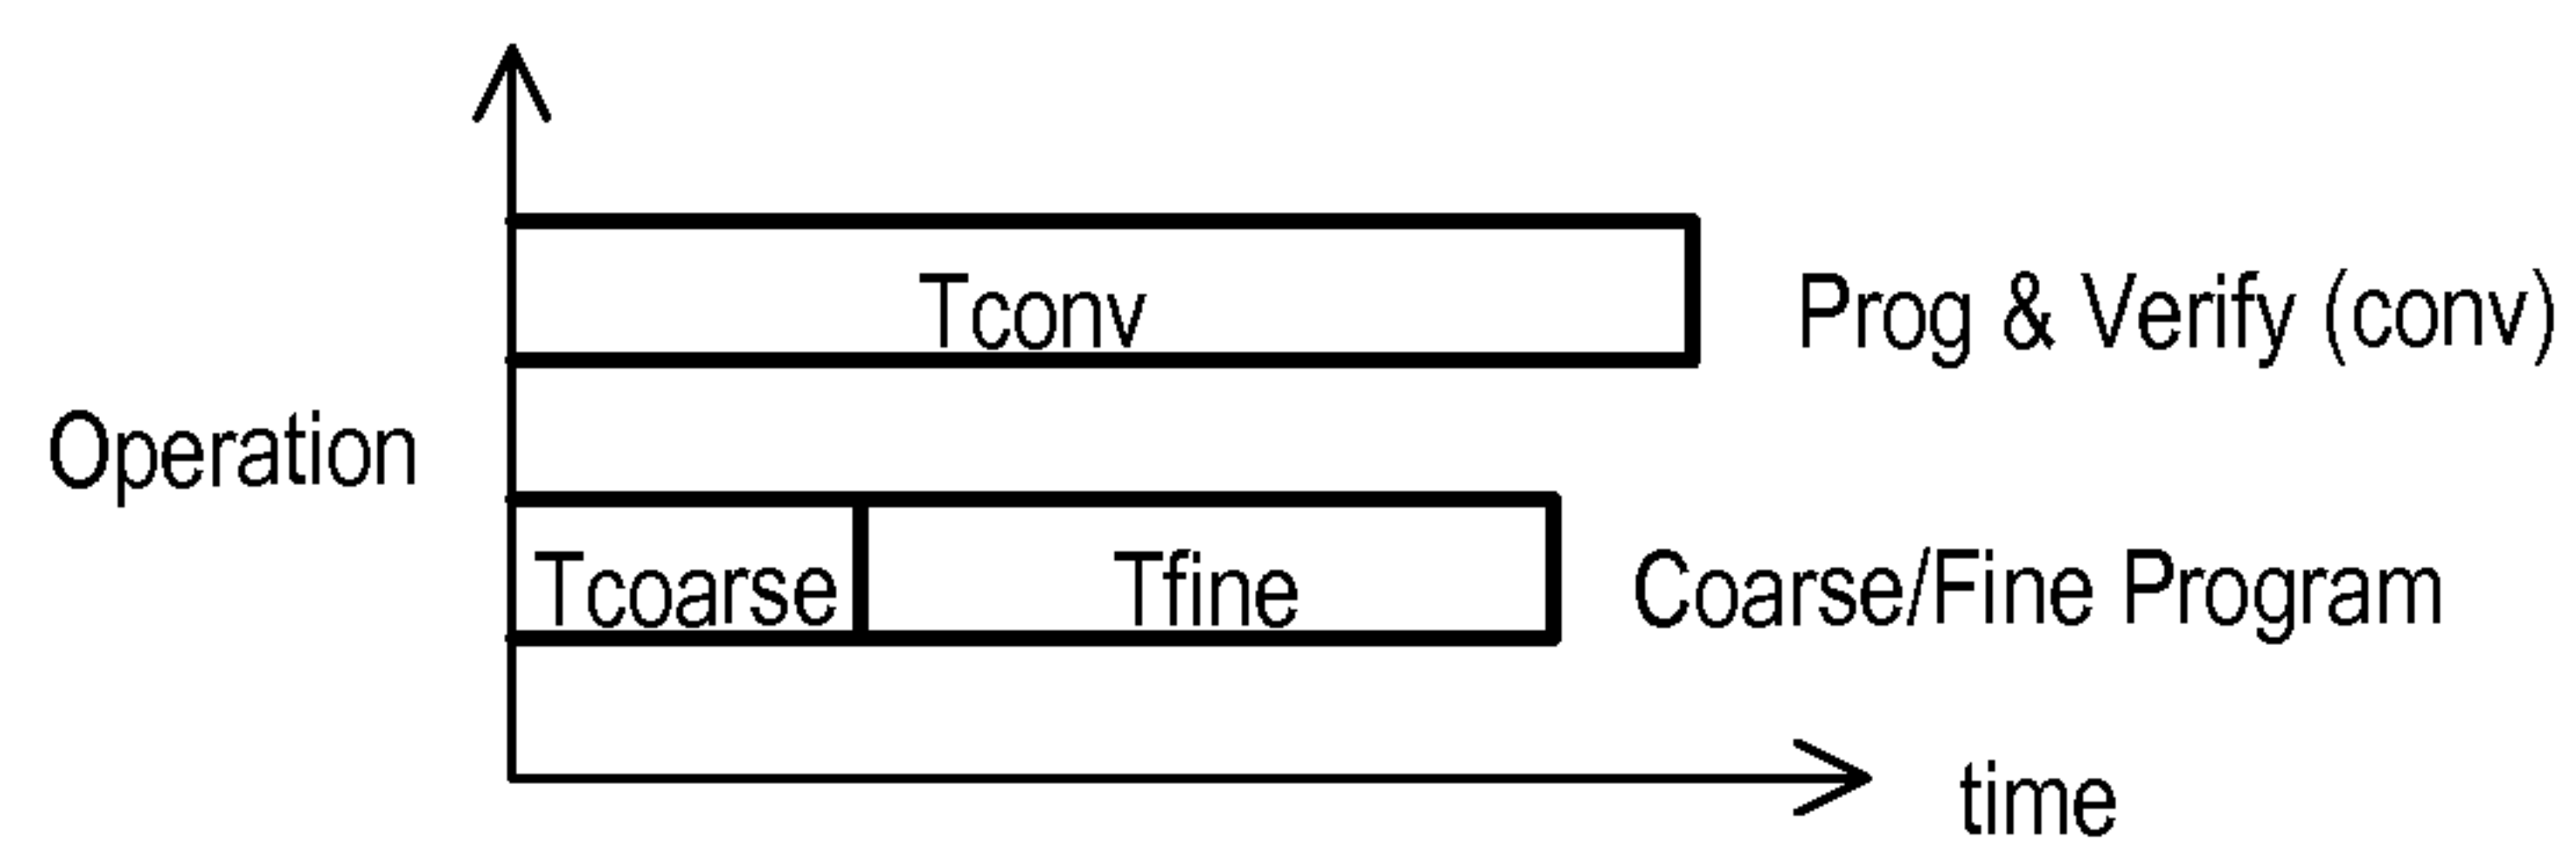 Tconv
Prog & Verify (conv)
Operation
Tcoarse
Tfine
Coarse/Fine Program
time